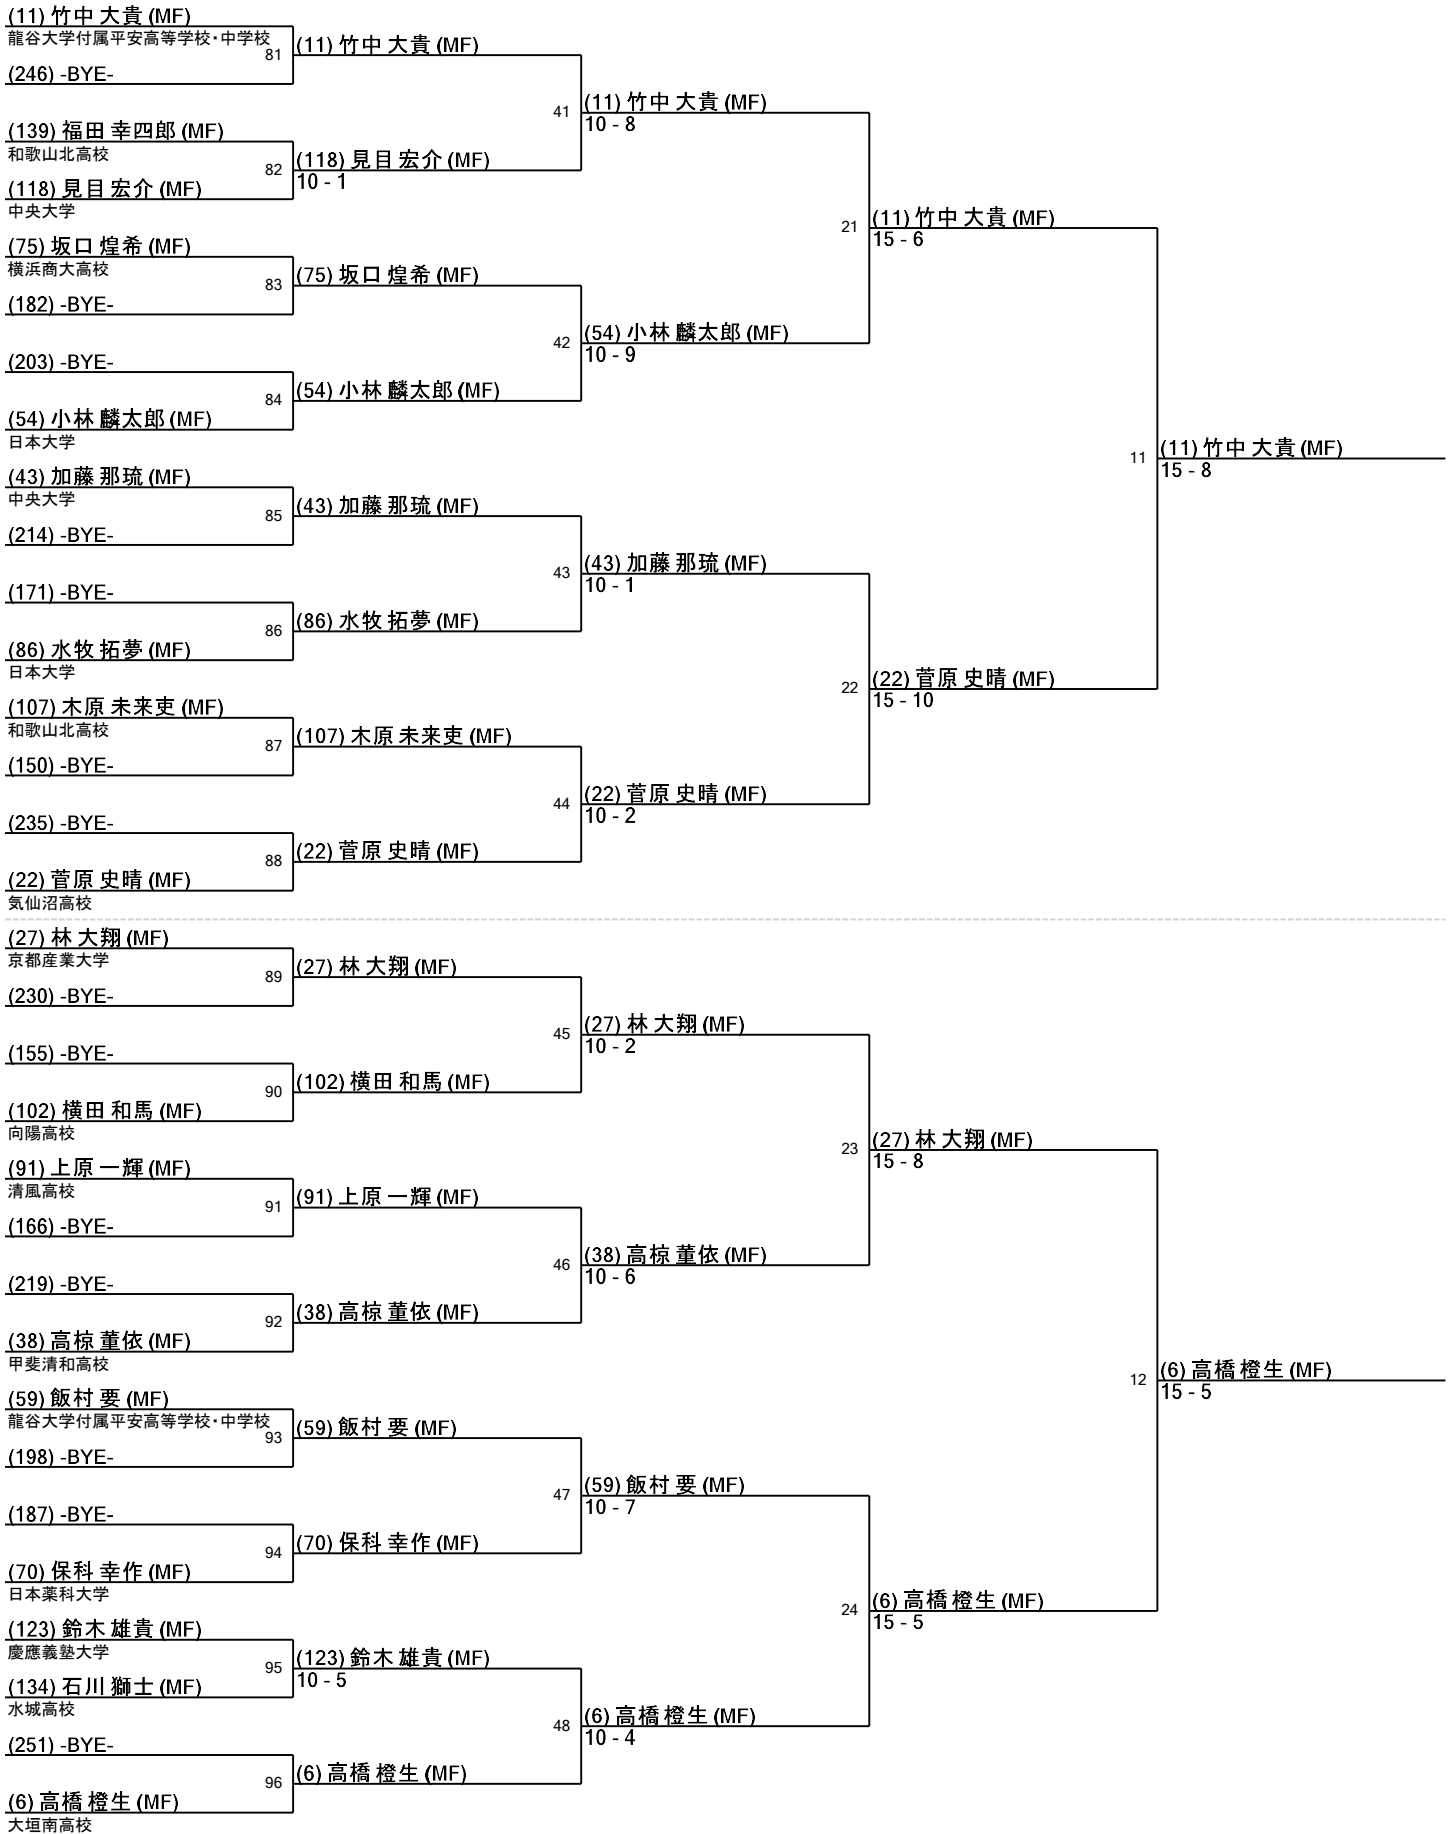 (11) 竹中 大貴 (MF)
龍谷大学付属平安高等学校・中学校
81
(246) -BYE-
(11) 竹中 大貴 (MF)
41
(11) 竹中 大貴 (MF)
10 - 8
(139) 福田 幸四郎 (MF)
和歌山北高校
82
(118) 見目 宏介 (MF)
10 - 1
(118) 見目 宏介 (MF)
中央大学
21
(11) 竹中 大貴 (MF)
15 - 6
(75) 坂口 煌希 (MF)
横浜商大高校
83
(182) -BYE-
(75) 坂口 煌希 (MF)
42
(54) 小林 麟太郎 (MF)
10 - 9
(203) -BYE-
84
(54) 小林 麟太郎 (MF)
(54) 小林 麟太郎 (MF)
日本大学
11
(11) 竹中 大貴 (MF)
15 - 8
(43) 加藤 那琉 (MF)
中央大学
85
(214) -BYE-
(43) 加藤 那琉 (MF)
43
(43) 加藤 那琉 (MF)
10 - 1
(171) -BYE-
86
(86) 水牧 拓夢 (MF)
(86) 水牧 拓夢 (MF)
日本大学
22
(22) 菅原 史晴 (MF)
15 - 10
(107) 木原 未来吏 (MF)
和歌山北高校
87
(150) -BYE-
(107) 木原 未来吏 (MF)
44
(22) 菅原 史晴 (MF)
10 - 2
(235) -BYE-
88
(22) 菅原 史晴 (MF)
(22) 菅原 史晴 (MF)
気仙沼高校
(27) 林 大翔 (MF)
京都産業大学
89
(230) -BYE-
(27) 林 大翔 (MF)
45
(27) 林 大翔 (MF)
10 - 2
(155) -BYE-
90
(102) 横田 和馬 (MF)
(102) 横田 和馬 (MF)
向陽高校
23
(27) 林 大翔 (MF)
15 - 8
(91) 上原 一輝 (MF)
清風高校
91
(166) -BYE-
(91) 上原 一輝 (MF)
46
(38) 高椋 菫依 (MF)
10 - 6
(219) -BYE-
92
(38) 高椋 菫依 (MF)
(38) 高椋 菫依 (MF)
甲斐清和高校
12
(6) 高橋 橙生 (MF)
15 - 5
(59) 飯村 要 (MF)
龍谷大学付属平安高等学校・中学校
93
(198) -BYE-
(59) 飯村 要 (MF)
47
(59) 飯村 要 (MF)
10 - 7
(187) -BYE-
94
(70) 保科 幸作 (MF)
(70) 保科 幸作 (MF)
日本薬科大学
24
(6) 高橋 橙生 (MF)
15 - 5
(123) 鈴木 雄貴 (MF)
慶應義塾大学
95
(123) 鈴木 雄貴 (MF)
10 - 5
(134) 石川 獅士 (MF)
水城高校
48
(6) 高橋 橙生 (MF)
10 - 4
(251) -BYE-
96
(6) 高橋 橙生 (MF)
(6) 高橋 橙生 (MF)
大垣南高校